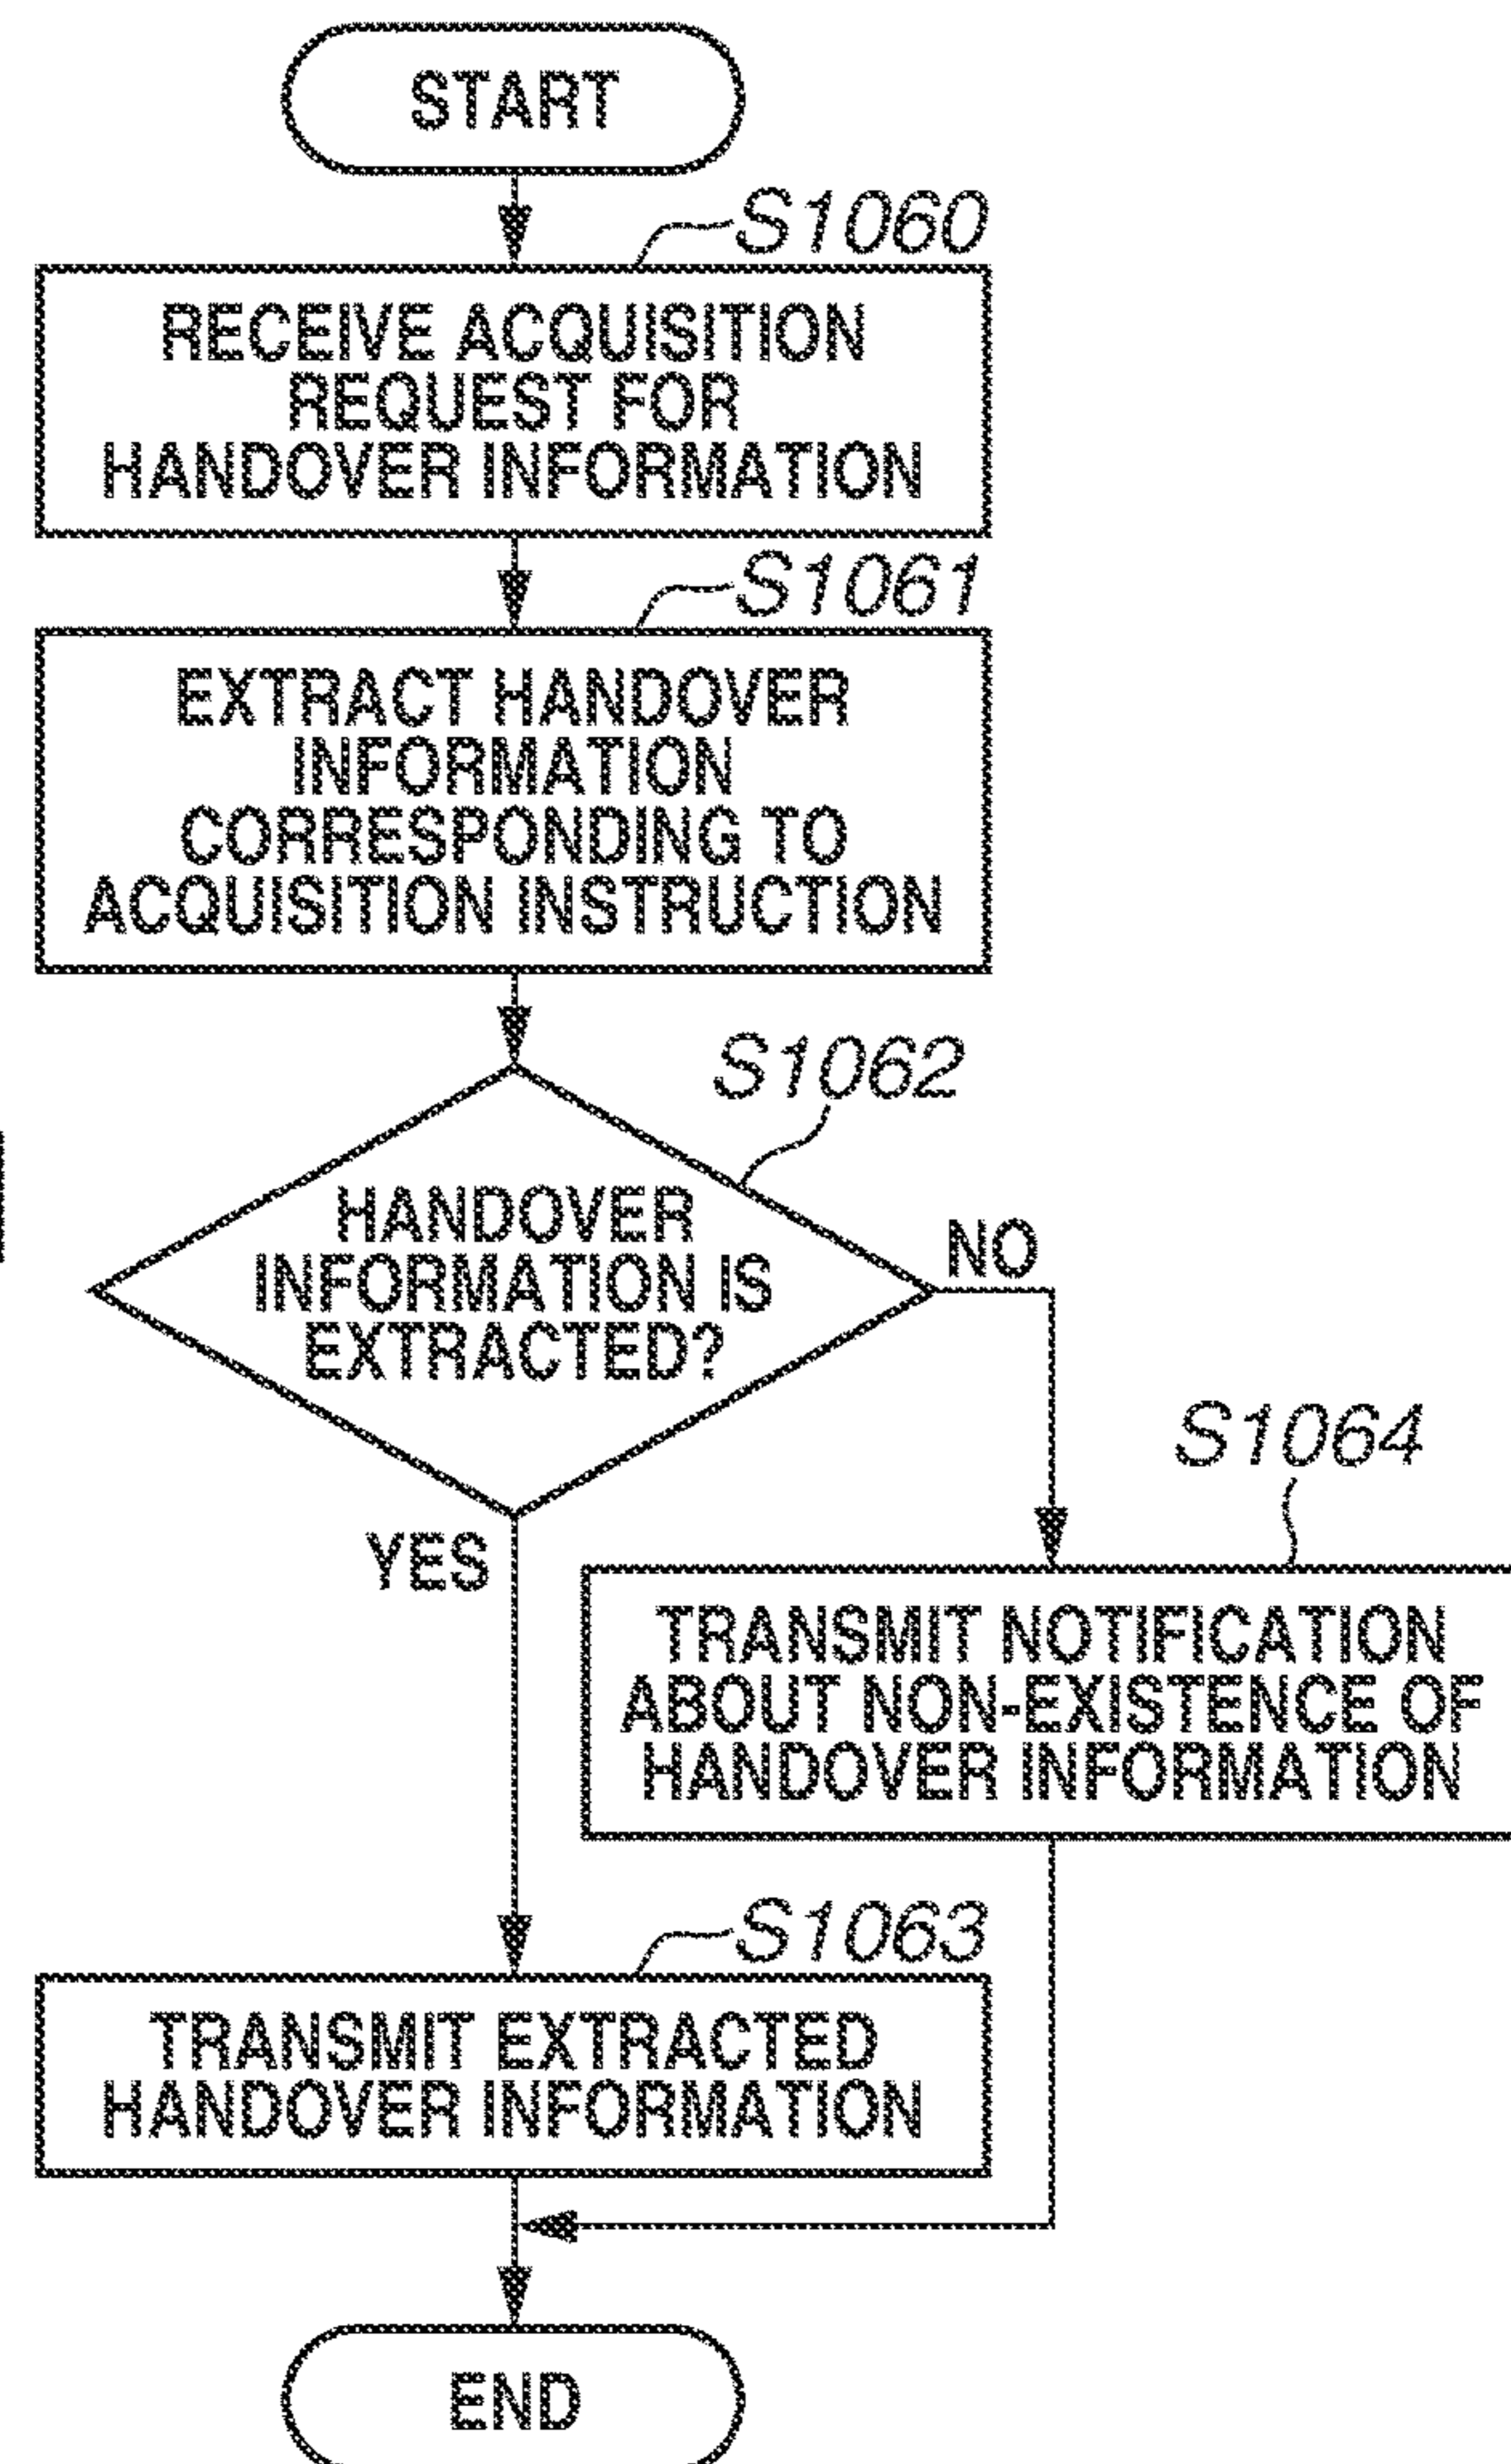 START
S1060
RECEIVE ACQUISITION
REQUEST FOR
HANDOVER INFORMATION
S1061
EXTRACT HANDOVER
INFORMATION
CORRESPONDING TO
ACQUISITION INSTRUCTION
S1062
HANDOVER
INFORMATION IS
EXTRACTED?
NO
YES
S1064
TRANSMIT NOTIFICATION
ABOUT NON-EXISTENCE OF
HANDOVER INFORMATION
S1063
TRANSMIT EXTRACTED
HANDOVER INFORMATION
END